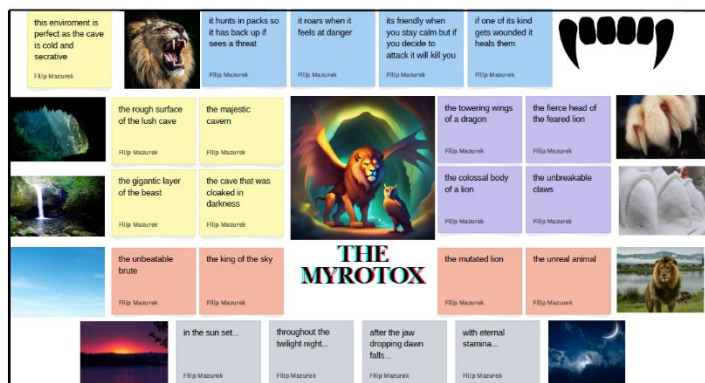 this enviroment is
perfect as the cave
is cold and
secrative
Filip Mazurek
it hunts in packs so
it has back up if
sees a threat
Filip Mazurek
it roars when it
feels at danger
Filip Mazurek
its friendly when
you stay calm but if
you decide to
attack it will kill you
Filip Mazurek
if one of its kind
gets wounded it
heals them
Filip Mazurek
the rough surface
of the lush cave
Filip Mazurek
the majestic
cavern
Filip Mazurek
the towering wings
of a dragon
Filip Mazurek
the fierce head of
the feared lion
Filip Mazurek
the gigantic layer
of the beast
Filip Mazurek
the cave that was
cloaked in
darkness
Filip Mazurek
the colossal body
of a lion
Filip Mazurek
the unbreakable
claws
Filip Mazurek
THE
MYROTOX
the unbeatable
brute
Filip Mazurek
the king of the sky
Filip Mazurek
the mutated lion
Filip Mazurek
the unreal animal
Filip Mazurek
in the sun set...
Filip Mazurek
throughout the
twilight night...
Filip Mazurek
after the jaw
dropping dawn
falls...
Filip Mazurek
with eternal
stamina...
Filip Mazurek